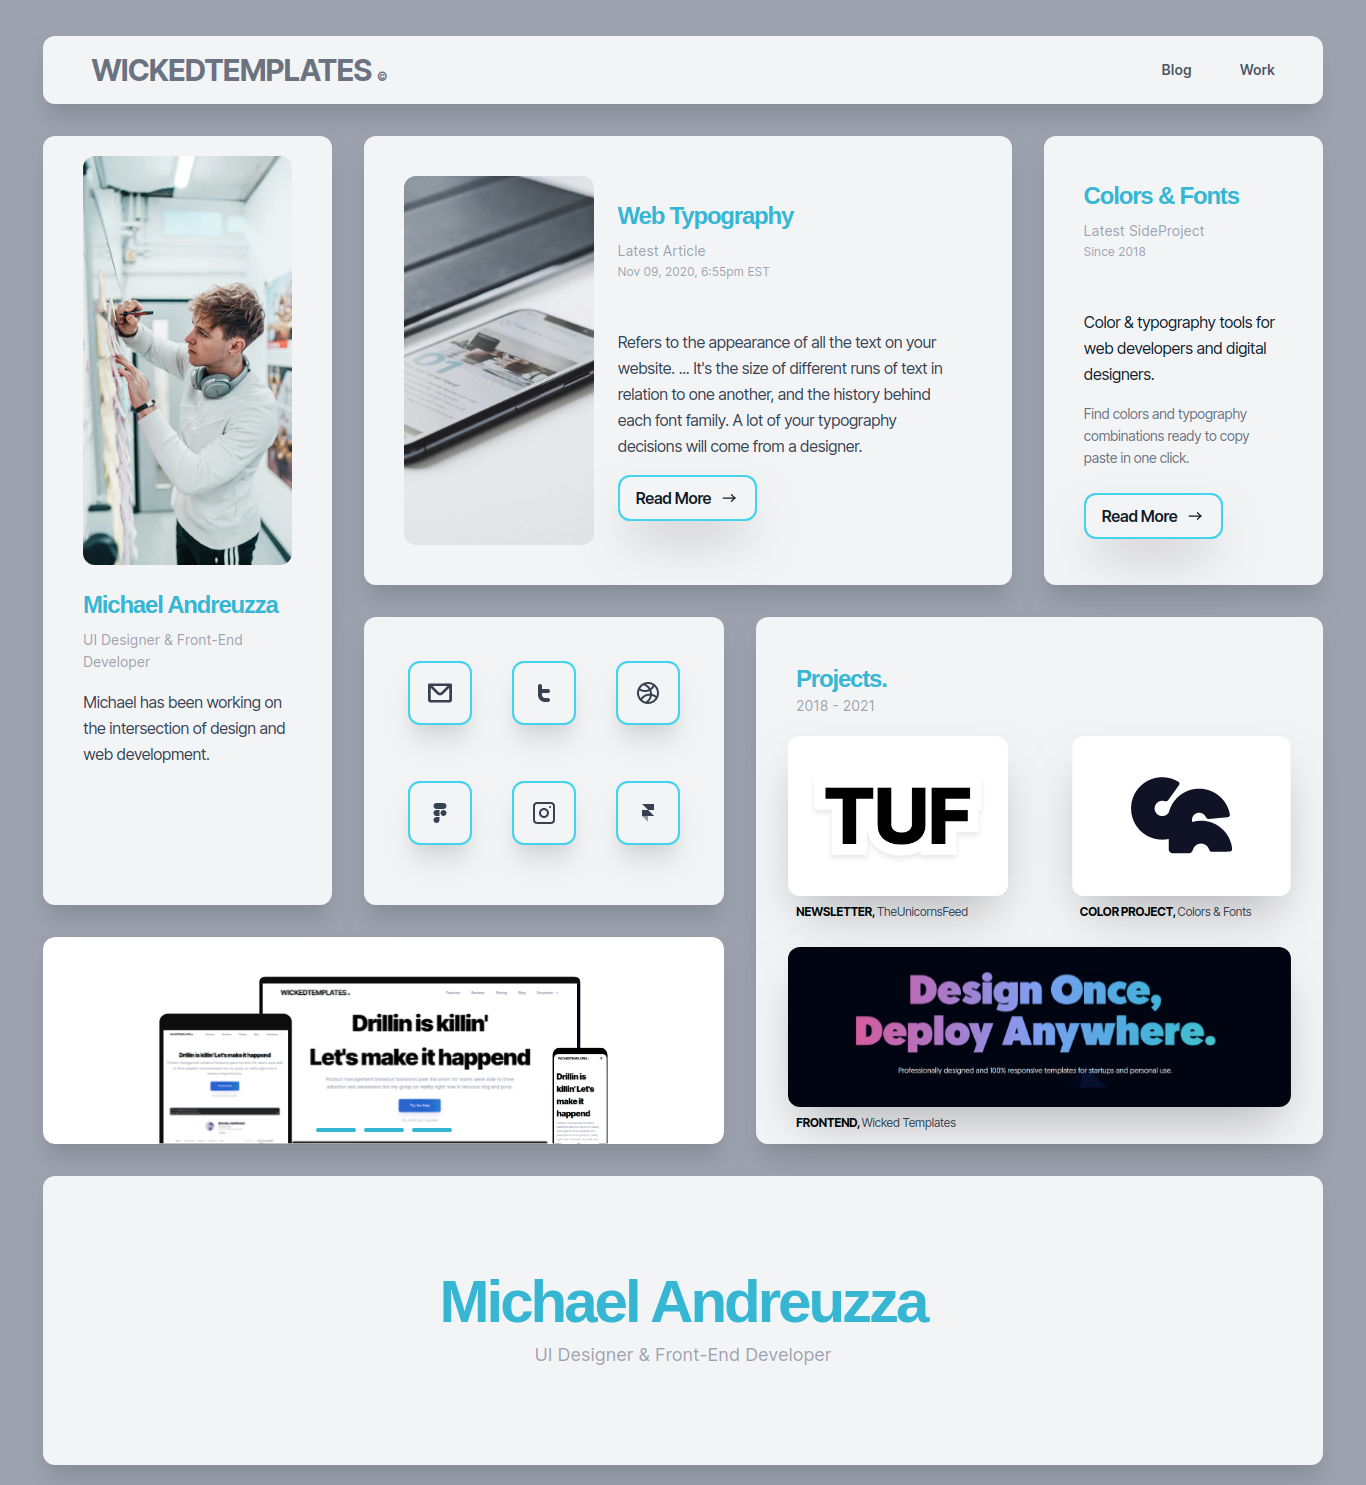 WICKEDTEMPLATES ©
Blog
Work
Michael Andreuzza
UI Designer & Front-End
Developer
Michael has been working on
the intersection of design and
web development.
01
Web Typography
Latest Article
Nov 09, 2020, 6:55pm EST
Refers to the appearance of all the text on your
website. ... It's the size of different runs of text in
relation to one another, and the history behind
each font family. A lot of your typography
decisions will come from a designer.
Read More →
Colors & Fonts
Latest SideProject
Since 2018
Color & typography tools for
web developers and digital
designers.
Find colors and typography
combinations ready to copy
paste in one click.
Read More →
Projects.
2018 - 2021
TUF
NEWSLETTER, TheUnicornsFeed
COLOR PROJECT, Colors & Fonts
Design Once,
Deploy Anywhere.
Professionally designed and 100% responsive templates for startups and personal use.
FRONTEND, Wicked Templates
WICKEDTEMPLATES
Drillin is killin'
Let's make it happend
Product management breakout fastworks
Drillin is killin' Let's make it happend
WICKEDTEMPLATES
Drillin is
killin' Let's
make it
happend
Michael Andreuzza
UI Designer & Front-End Developer